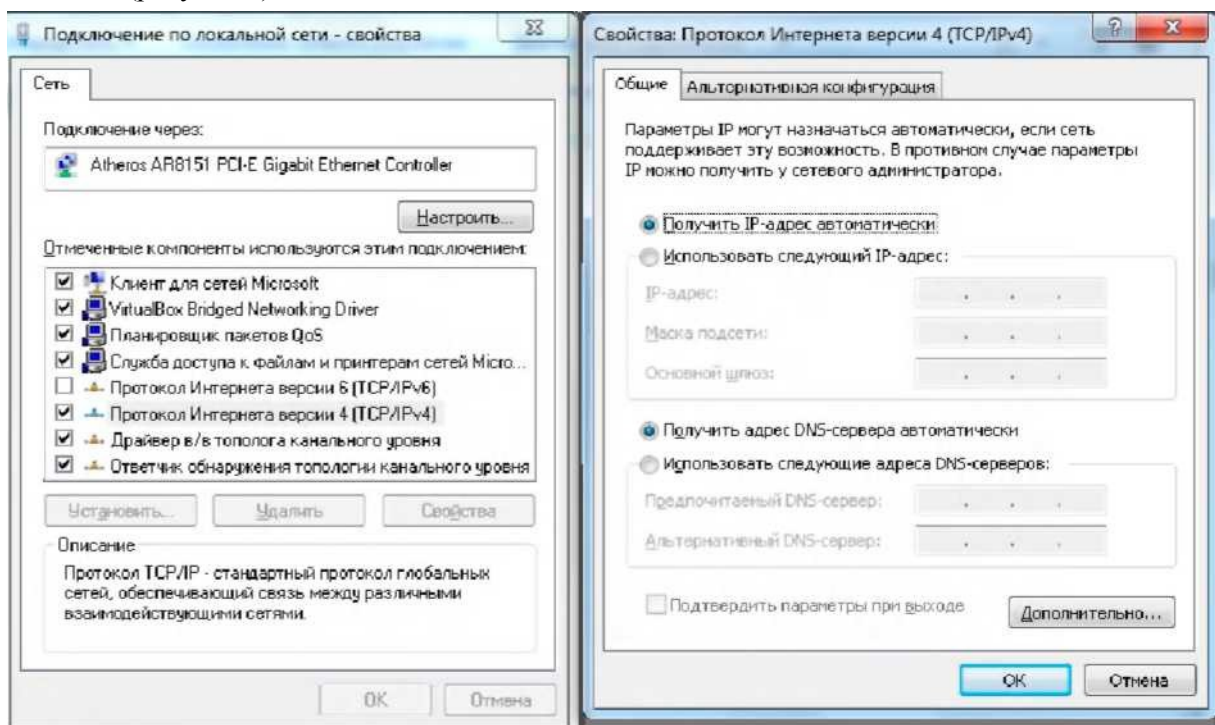 Подключение по локальной сети - свойства
Сеть
Подключение через:
Atheros AR8151 PCI-E Gigabit Ethernet Controller
Настроить...
Отмеченные компоненты используются этим подключением:
Клиент для сетей Microsoft
VirtualBox Bridged Networking Driver
Планировщик пакетов QoS
Служба доступа к файлам и принтерам сетей Micro...
Протокол Интернета версии 6 (TCP/IPv6)
Протокол Интернета версии 4 (TCP/IPv4)
Драйвер в/в тополога канального уровня
Ответчик обнаружения топологии канального уровня
Установить...
Удалить
Свойства
Описание
Протокол TCP/IP - стандартный протокол глобальных
сетей, обеспечивающий связь между различными
взаимодействующими сетями.
OK
Отмена
Свойства: Протокол Интернета версии 4 (TCP/IPv4)
Общие
Альтернативная конфигурация
Параметры IP могут назначаться автоматически, если сеть
поддерживает эту возможность. В противном случае параметры
IP можно получить у сетевого администратора.
Получить IP-адрес автоматически
Использовать следующий IP-адрес:
IP-адрес:
Маска подсети:
Основной шлюз:
Получить адрес DNS-сервера автоматически
Использовать следующие адреса DNS-серверов:
Предпочитаемый DNS-сервер:
Альтернативный DNS-сервер:
Подтвердить параметры при выходе
Дополнительно...
OK
Отмена